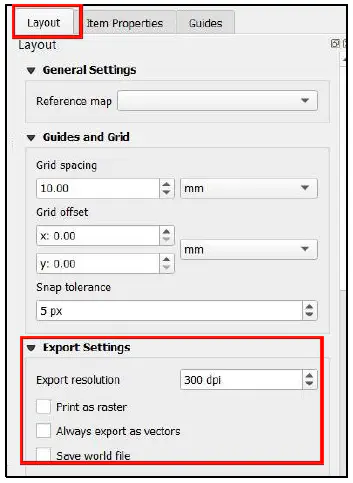 Layout Item Properties Guides
Layout
General Settings
Reference map
Guides and Grid
Grid spacing
10.00 mm
Grid offset
x: 0.00
mm
y: 0.00
Snap tolerance
5 px
Export Settings
Export resolution 300 dpi
Print as raster
Always export as vectors
Save world file